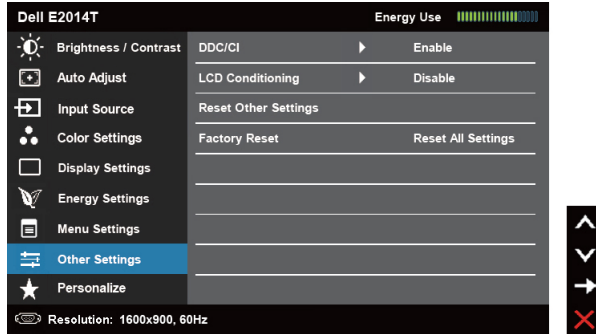 Dell E2014T Energy Use
Brightness / Contrast DDC/CI Enable
Auto Adjust LCD Conditioning Disable
Input Source Reset Other Settings
Color Settings Factory Reset Reset All Settings
Display Settings
Energy Settings
Menu Settings
Other Settings
Personalize
Resolution: 1600x900, 60Hz